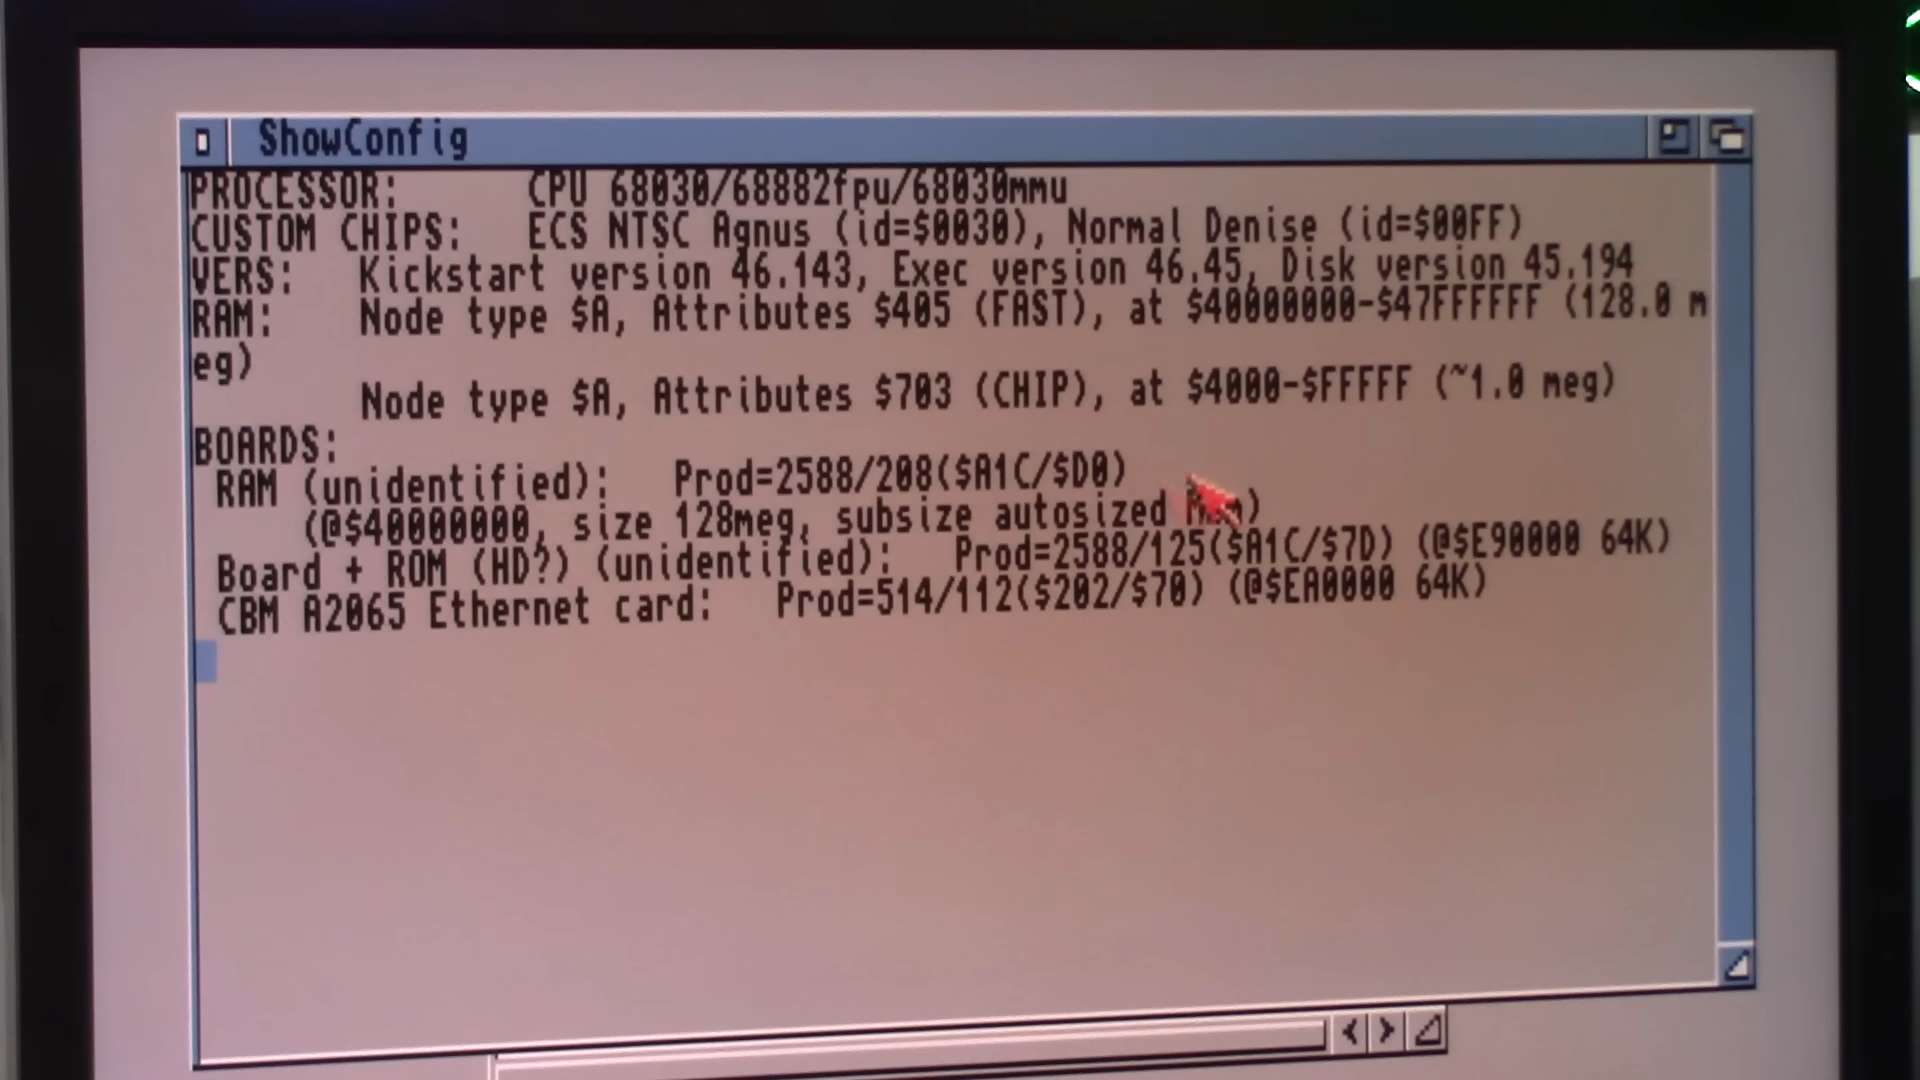 ShowConfig
PROCESSOR: CPU 68030/68882fpu/68030mmu
CUSTOM CHIPS: ECS NTSC Agnus (id=$0030), Normal Denise (id=$00FF)
VERS: Kickstart version 46.143, Exec version 46.45, Disk version 45.194
RAM: Node type $A, Attributes $405 (FAST), at $40000000-$47FFFFFF (128.0 m
eg)
Node type $A, Attributes $703 (CHIP), at $4000-$FFFFF (~1.0 meg)
BOARDS:
RAM (unidentified): Prod=2588/208($A1C/$D0)
(@$40000000, size 128meg, subsize autosized
Board + ROM (HD?) (unidentified): Prod=2588/125($A1C/$7D) (@$E90000 64K)
CBM A2065 Ethernet card: Prod=514/112($202/$70) (@$EA0000 64K)